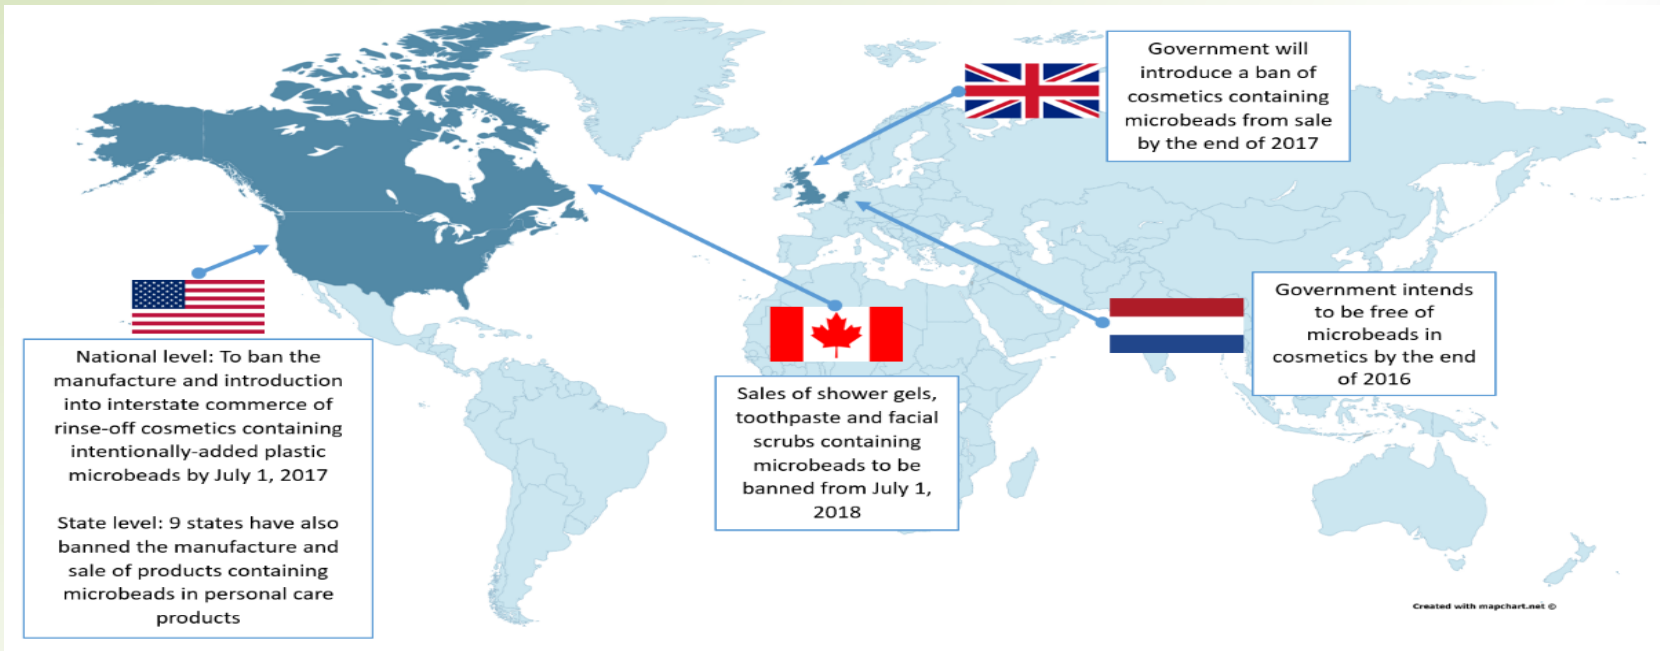 Government will
introduce a ban of
cosmetics containing
microbeads from sale
by the end of 2017
Government intends
to be free of
microbeads in
cosmetics by the end
of 2016
National level: To ban the
manufacture and introduction
into interstate commerce of
rinse-off cosmetics containing
intentionally-added plastic
microbeads by July 1, 2017
State level: 9 states have also
banned the manufacture and
sale of products containing
microbeads in personal care
products
Sales of shower gels,
toothpaste and facial
scrubs containing
microbeads to be
banned from July 1,
2018
Created with mapchart.net ©